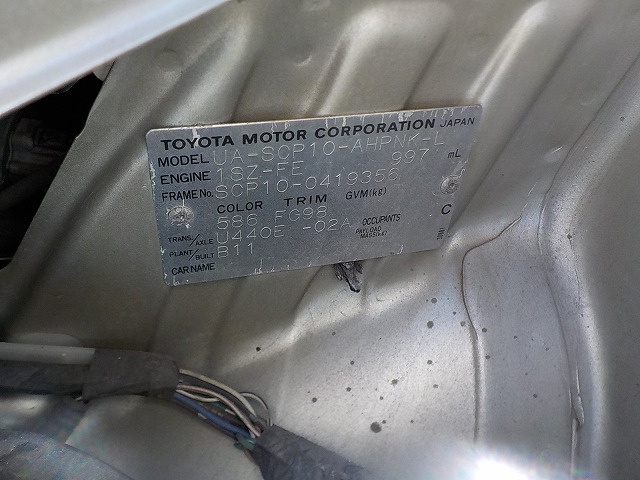 TOYOTA MOTOR CORPORATION JAPAN
MODEL UA-SCP10-AHPNK-L
ENGINE 1SZ-FE 997 mL
FRAME No. SCP10-0419356
COLOR TRIM GVM(kg)
586 FG98
TRANS./AXLE U440E -02A OCCUPANTS C
PLANT/BUILT B11 PAYLOAD MASS(kg)
CAR NAME